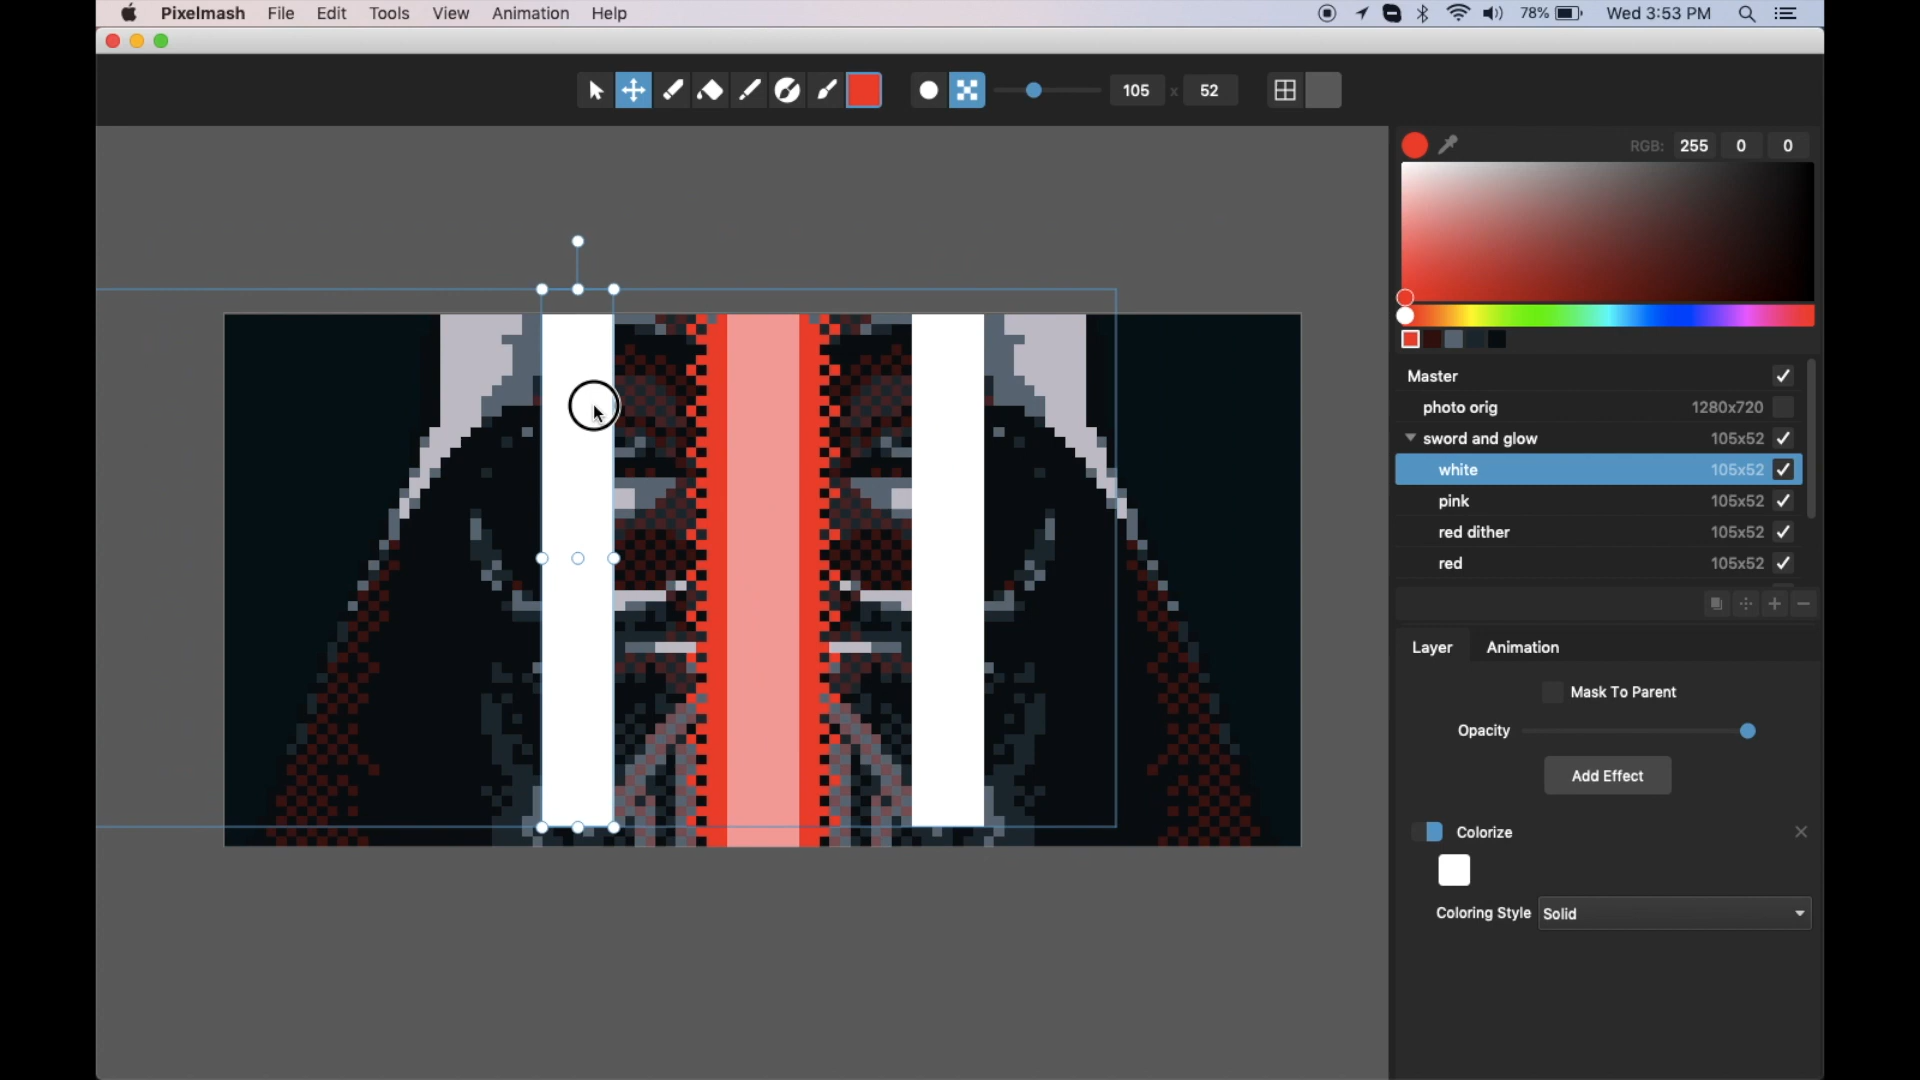 Pixelmash File Edit Tools View Animation Help 78% Wed 3:53 PM
105 x 52
RGB: 255 0 0
Master
photo orig 1280x720
sword and glow 105x52
white 105x52
pink 105x52
red dither 105x52
red 105x52
Layer Animation
Mask To Parent
Opacity
Add Effect
Colorize
Coloring Style Solid